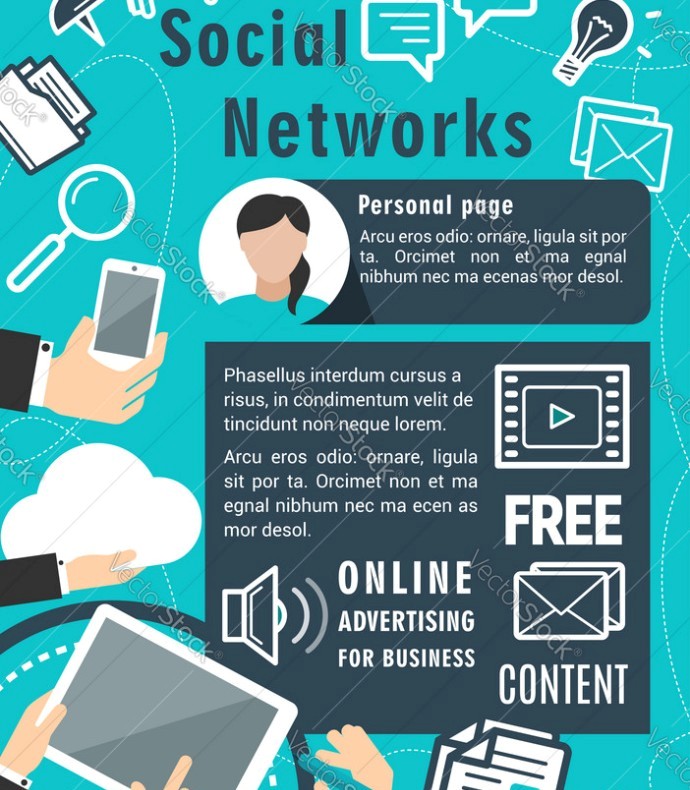 Social
Networks
Personal page
Arcu eros odio: ornare, ligula sit por
ta. Orcimet non et ma egnal
nibhum nec ma ecenas mor desol.
Phasellus interdum cursus a
risus, in condimentum velit de
tincidunt non neque lorem.
Arcu eros odio: ornare, ligula
sit por ta. Orcimet non et ma
egnal nibhum nec ma ecen as
mor desol.
FREE
ONLINE
ADVERTISING
FOR BUSINESS
CONTENT
VectorStock®